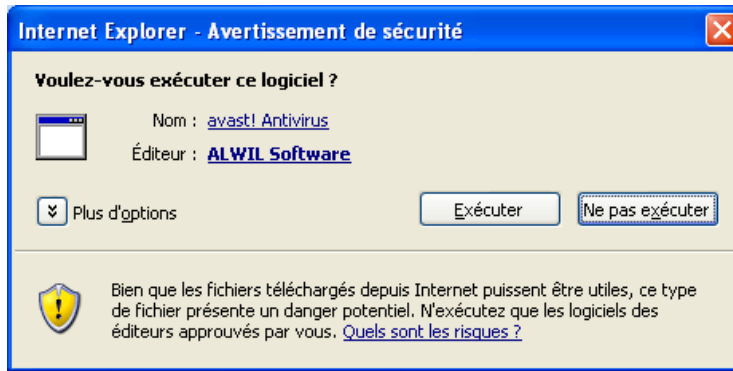 Internet Explorer - Avertissement de sécurité
Voulez-vous exécuter ce logiciel ?
Nom : avast! Antivirus
Éditeur : ALWIL Software
Plus d'options
Exécuter
Ne pas exécuter
Bien que les fichiers téléchargés depuis Internet puissent être utiles, ce type
de fichier présente un danger potentiel. N'exécutez que les logiciels des
éditeurs approuvés par vous. Quels sont les risques ?